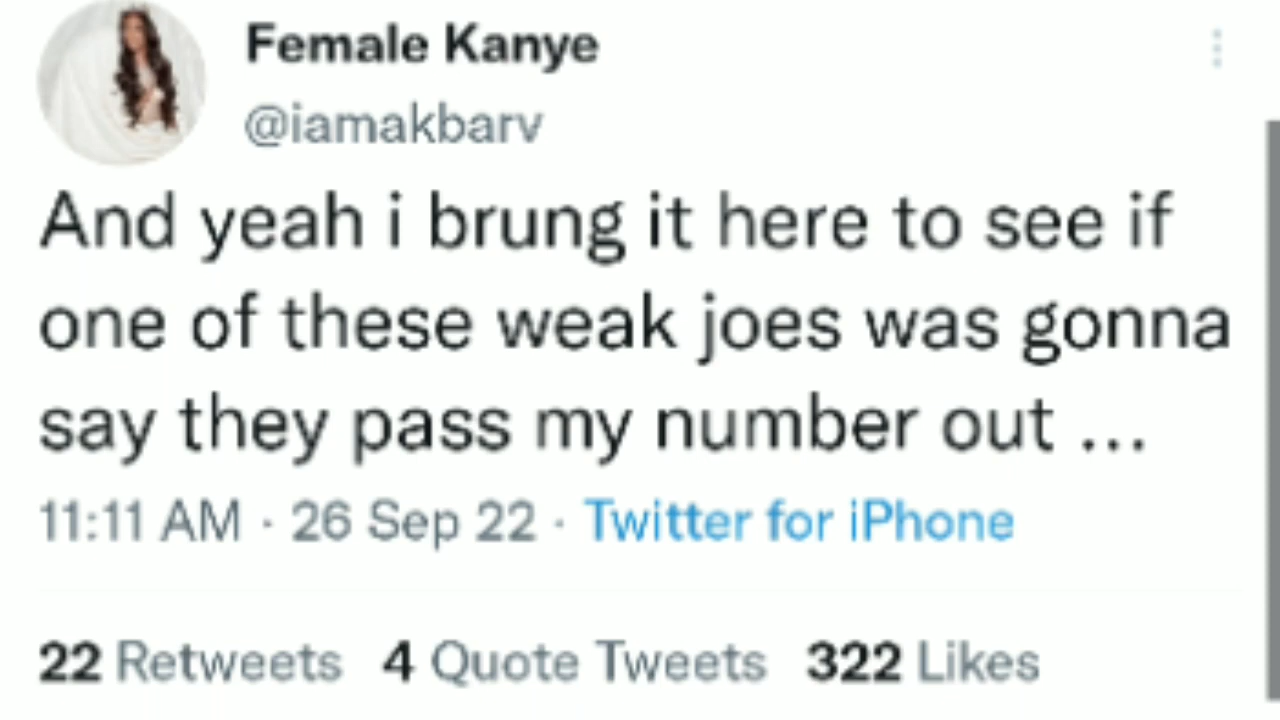 Female Kanye
@iamakbarv
And yeah i brung it here to see if
one of these weak joes was gonna
say they pass my number out ...
11:11 AM · 26 Sep 22 · Twitter for iPhone
22 Retweets 4 Quote Tweets 322 Likes